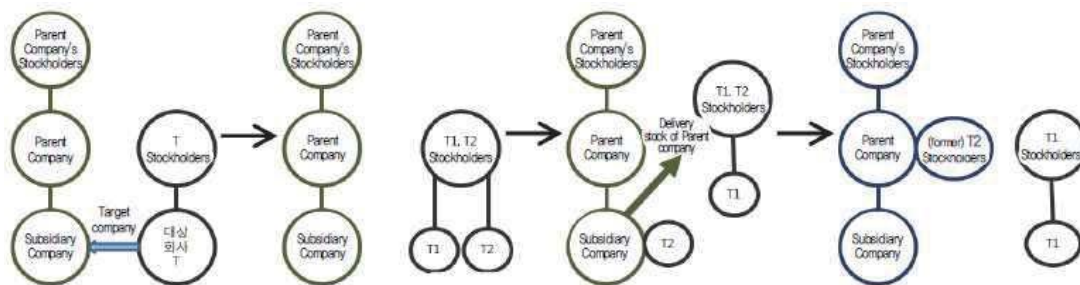 Parent
Company's
Stockholders
Parent
Company
T
Stockholders
Target
company
Subsidiary
Company
대상
회사
T
Parent
Company's
Stockholders
Parent
Company
Subsidiary
Company
T1, T2
Stockholders
T1
T2
Parent
Company's
Stockholders
Parent
Company
Delivery
stock of Parent
company
T1, T2
Stockholders
T1
Subsidiary
Company
T2
Parent
Company's
Stockholders
Parent
Company
(former) T2
Stockholders
Subsidiary
Company
T1
Stockholders
T1